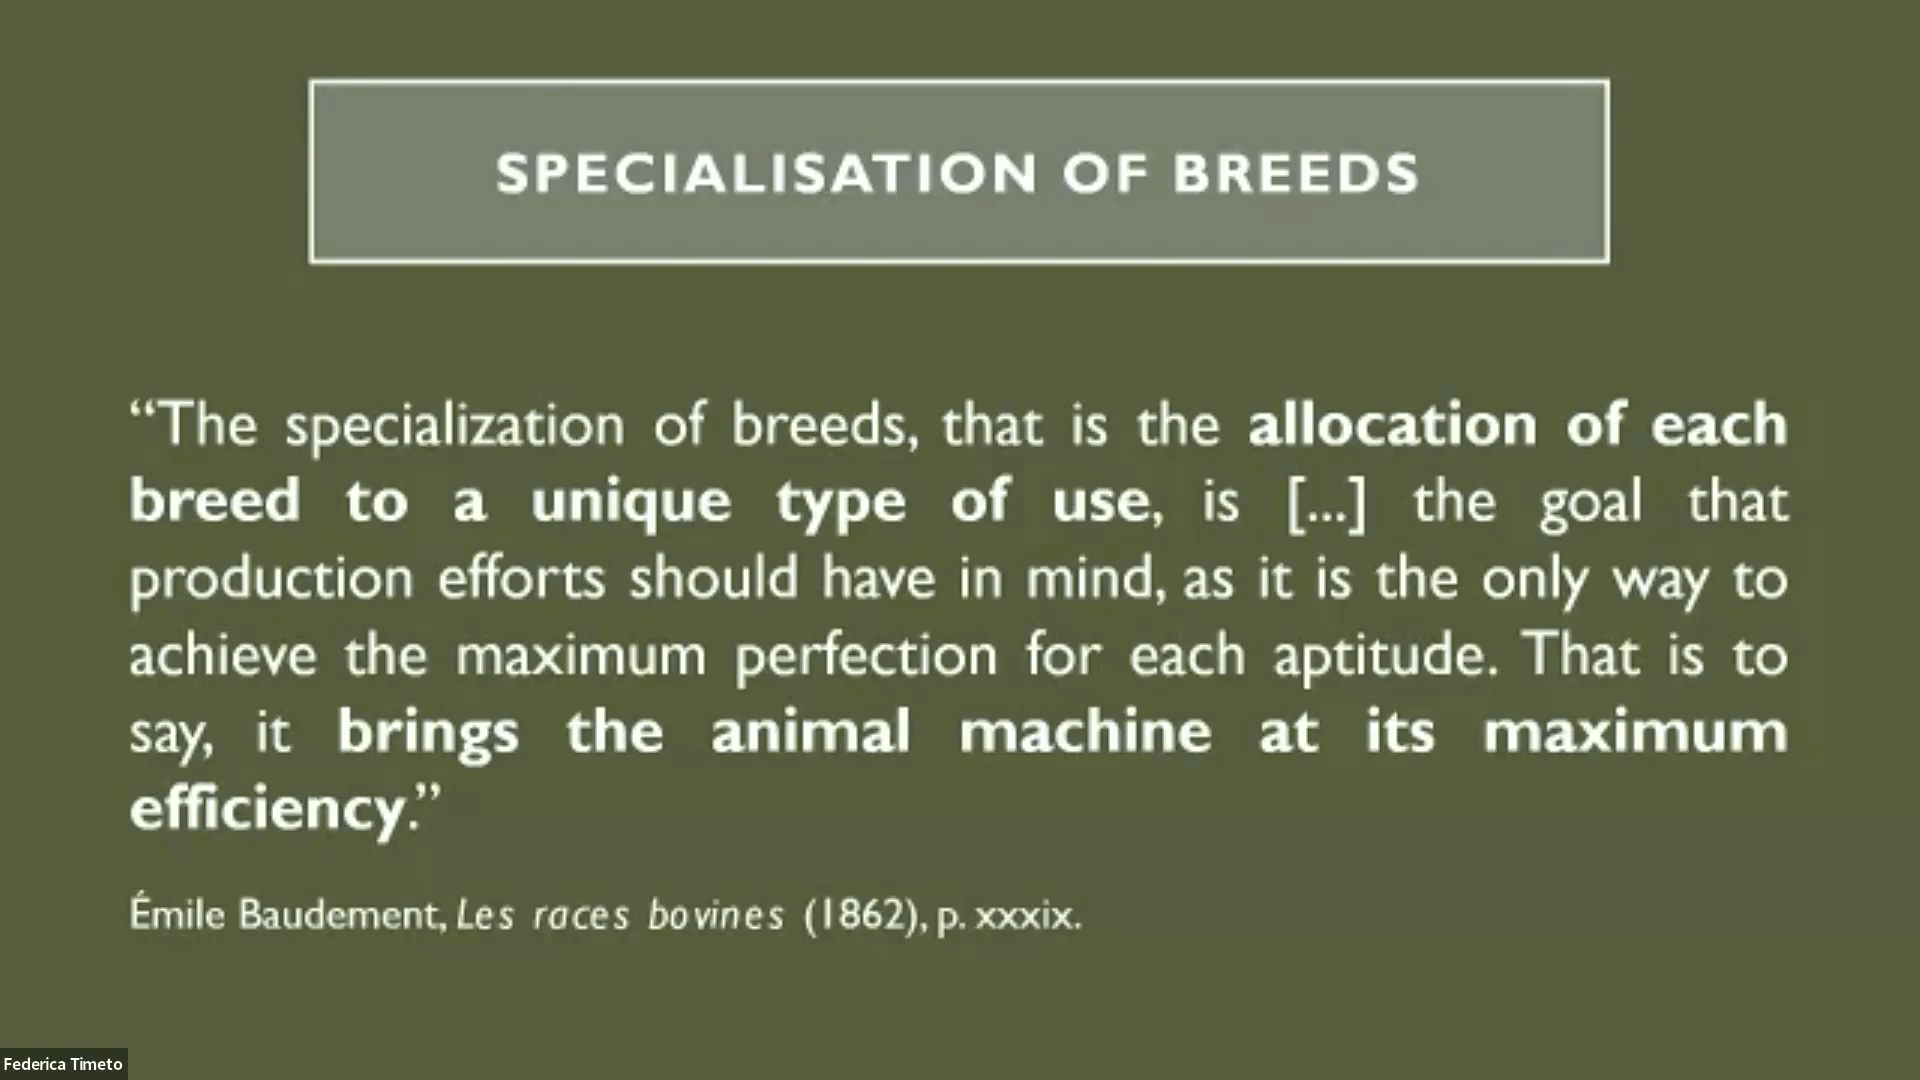 SPECIALISATION OF BREEDS
“The specialization of breeds, that is the allocation of each
breed to a unique type of use, is [...] the goal that
production efforts should have in mind, as it is the only way to
achieve the maximum perfection for each aptitude. That is to
say, it brings the animal machine at its maximum
efficiency.”
Émile Baudement, Les races bovines (1862), p. xxxix.
Federica Timeto